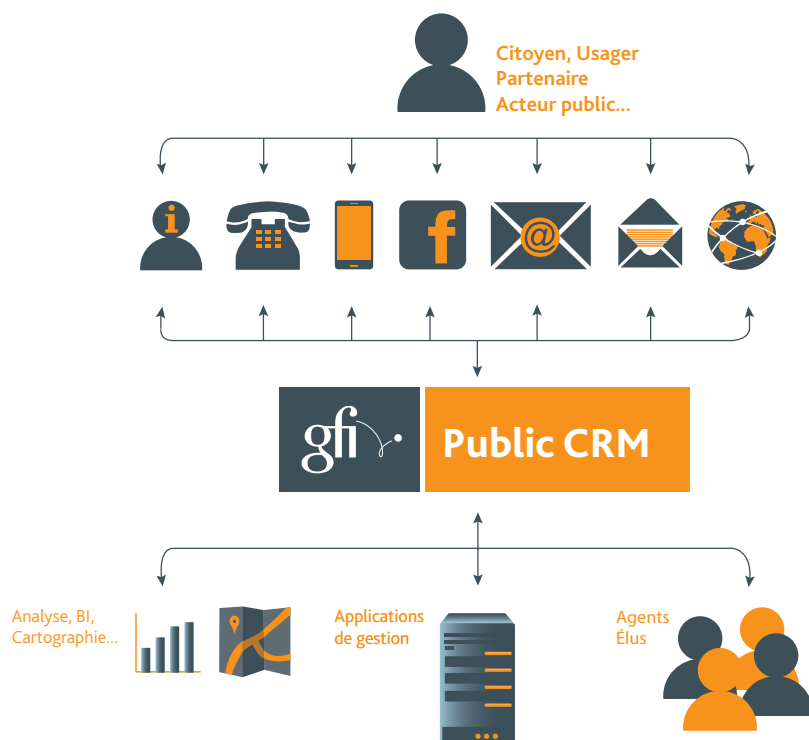 Citoyen, Usager
Partenaire
Acteur public...
i
f
@
gfi
Public CRM
Analyse, BI,
Cartographie...
Applications
de gestion
Agents
Élus